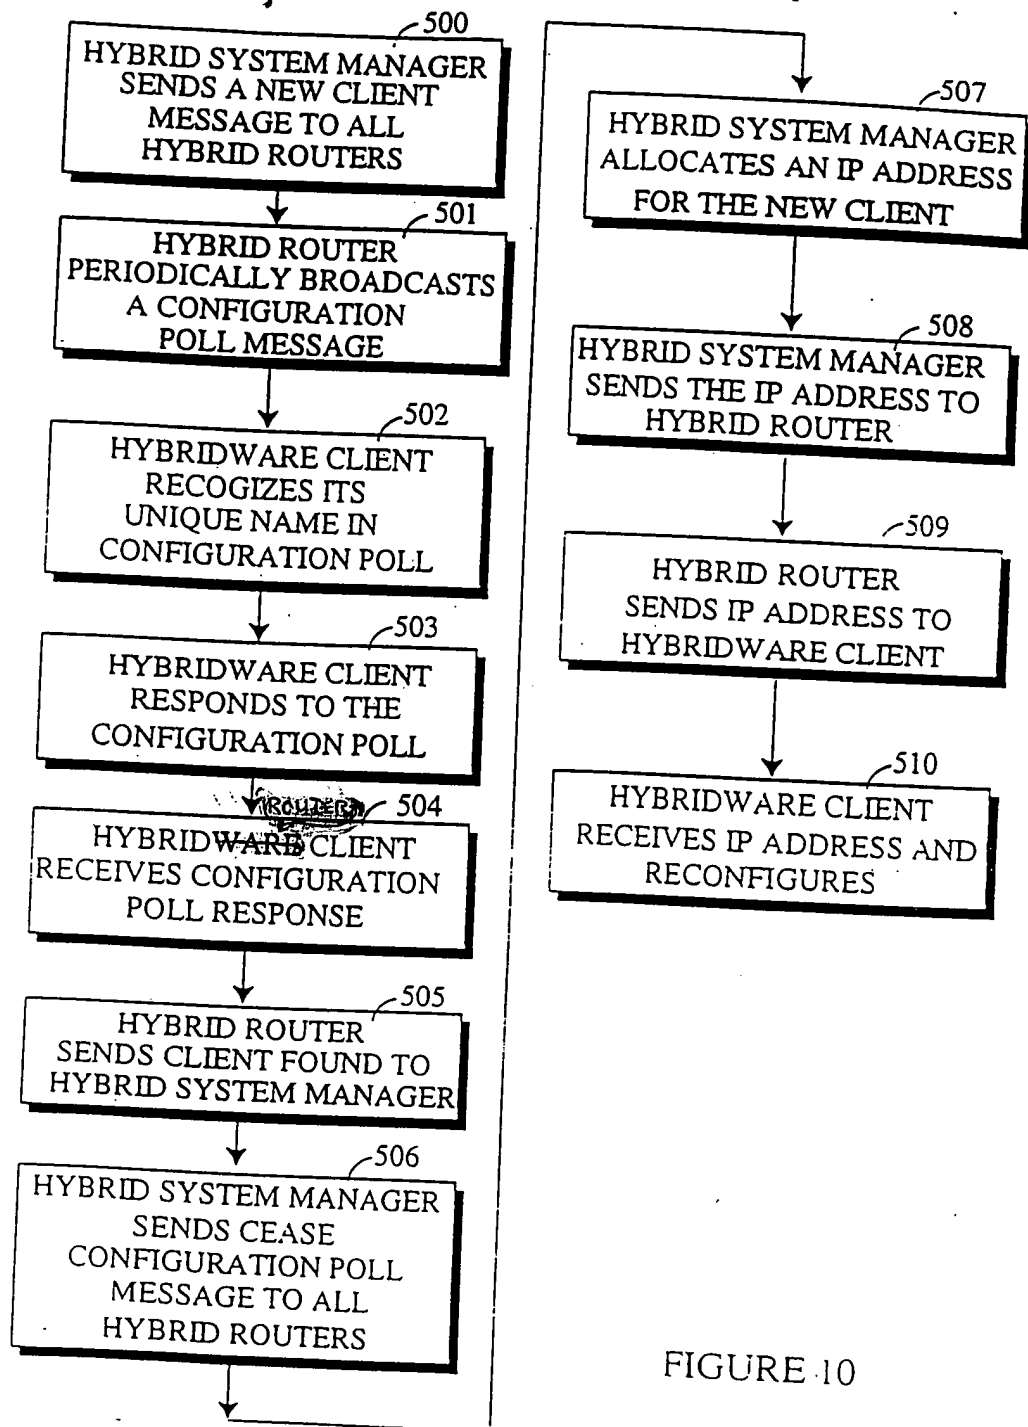 500
HYBRID SYSTEM MANAGER
SENDS A NEW CLIENT
MESSAGE TO ALL
HYBRID ROUTERS
501
HYBRID ROUTER
PERIODICALLY BROADCASTS
A CONFIGURATION
POLL MESSAGE
502
HYBRIDWARE CLIENT
RECOGIZES ITS
UNIQUE NAME IN
CONFIGURATION POLL
503
HYBRIDWARE CLIENT
RESPONDS TO THE
CONFIGURATION POLL
ROUTER
504
HYBRIDWARE CLIENT
RECEIVES CONFIGURATION
POLL RESPONSE
505
HYBRID ROUTER
SENDS CLIENT FOUND TO
HYBRID SYSTEM MANAGER
506
HYBRID SYSTEM MANAGER
SENDS CEASE
CONFIGURATION POLL
MESSAGE TO ALL
HYBRID ROUTERS
507
HYBRID SYSTEM MANAGER
ALLOCATES AN IP ADDRESS
FOR THE NEW CLIENT
508
HYBRID SYSTEM MANAGER
SENDS THE IP ADDRESS TO
HYBRID ROUTER
509
HYBRID ROUTER
SENDS IP ADDRESS TO
HYBRIDWARE CLIENT
510
HYBRIDWARE CLIENT
RECEIVES IP ADDRESS AND
RECONFIGURES
FIGURE 10